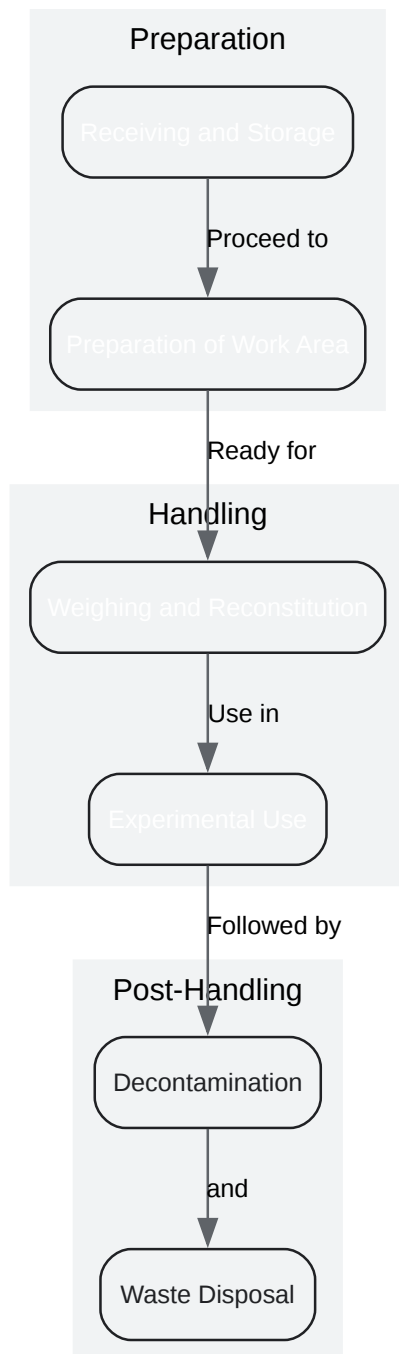 Preparation
Receiving and Storage
Proceed to
Preparation of Work Area
Ready for
Handling
Weighing and Reconstitution
Use in
Experimental Use
Followed by
Post-Handling
Decontamination
and
Waste Disposal